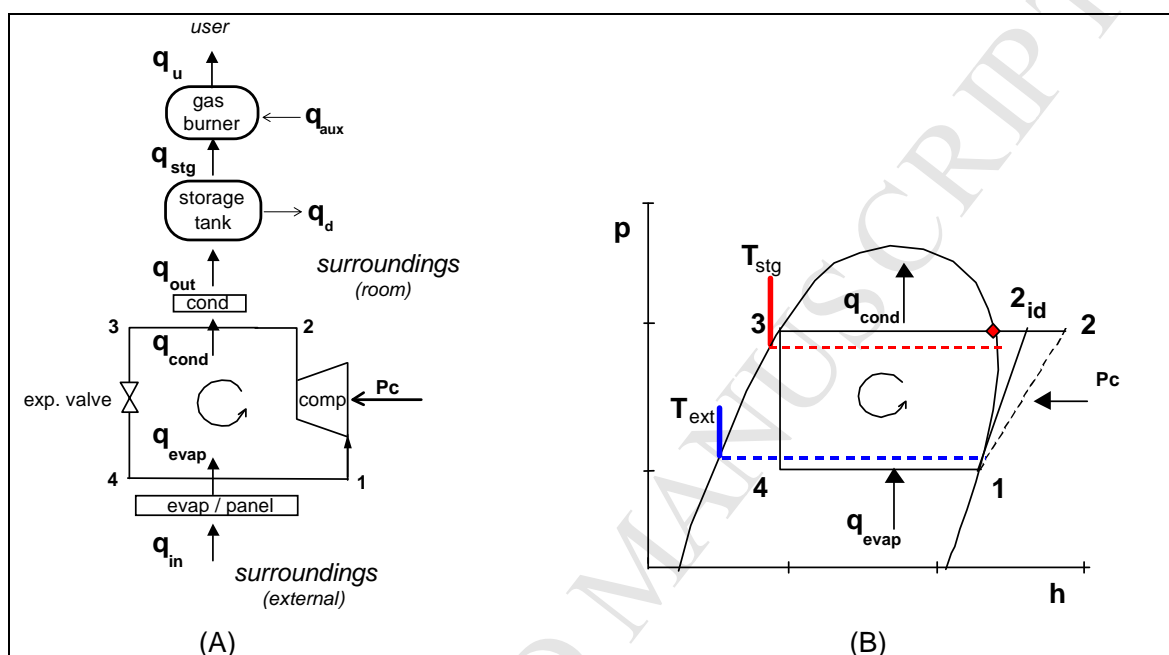 user
q_u
gas
burner
q_aux
q_stg
storage
tank
q_d
surroundings
(room)
q_out
cond
3
2
q_cond
exp. valve
comp
Pc
q_evap
4
1
evap / panel
q_in
surroundings
(external)
(A)
p
T_stg
q_cond
2_id
3
2
Pc
T_ext
4
1
q_evap
h
(B)
MANUSCRIPT